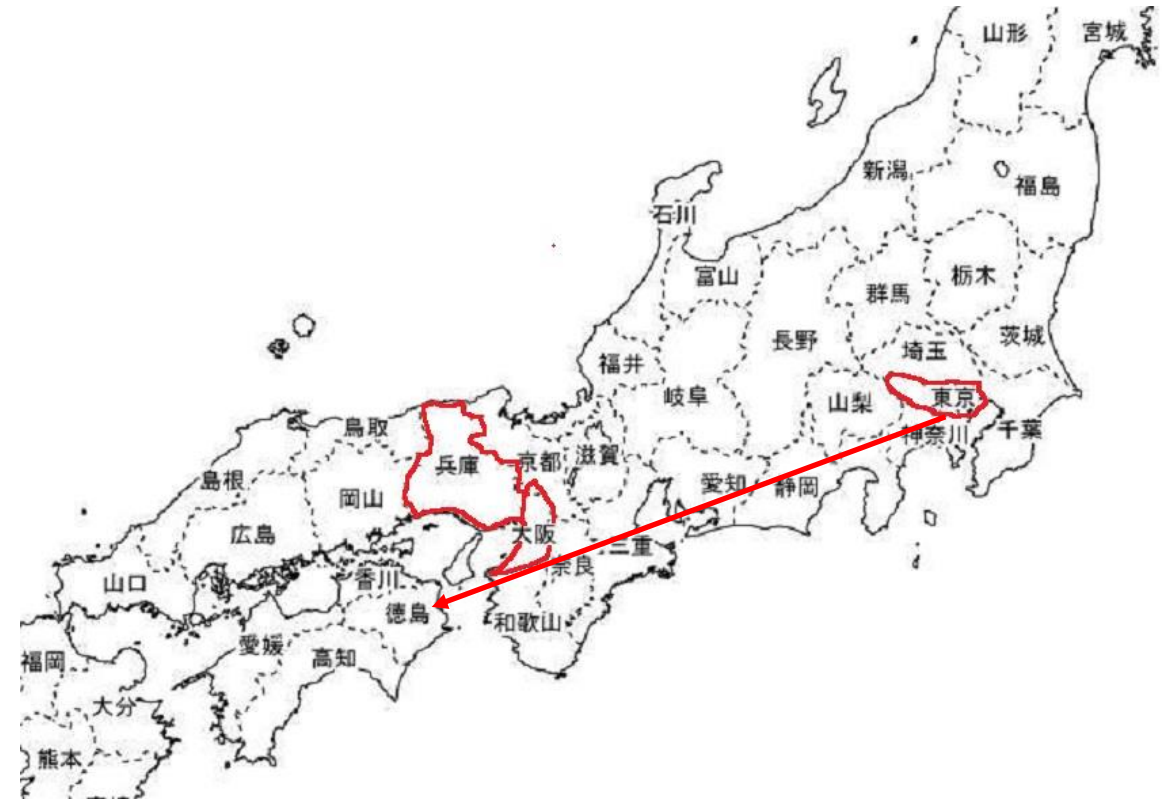 山形
宮城
新潟
福島
石川
富山
群馬
栃木
長野
茨城
埼玉
福井
岐阜
山梨
東京
鳥取
兵庫
京都
滋賀
神奈川
千葉
島根
岡山
愛知
静岡
広島
大阪
三重
山口
香川
奈良
徳島
和歌山
愛媛
高知
福岡
大分
熊本